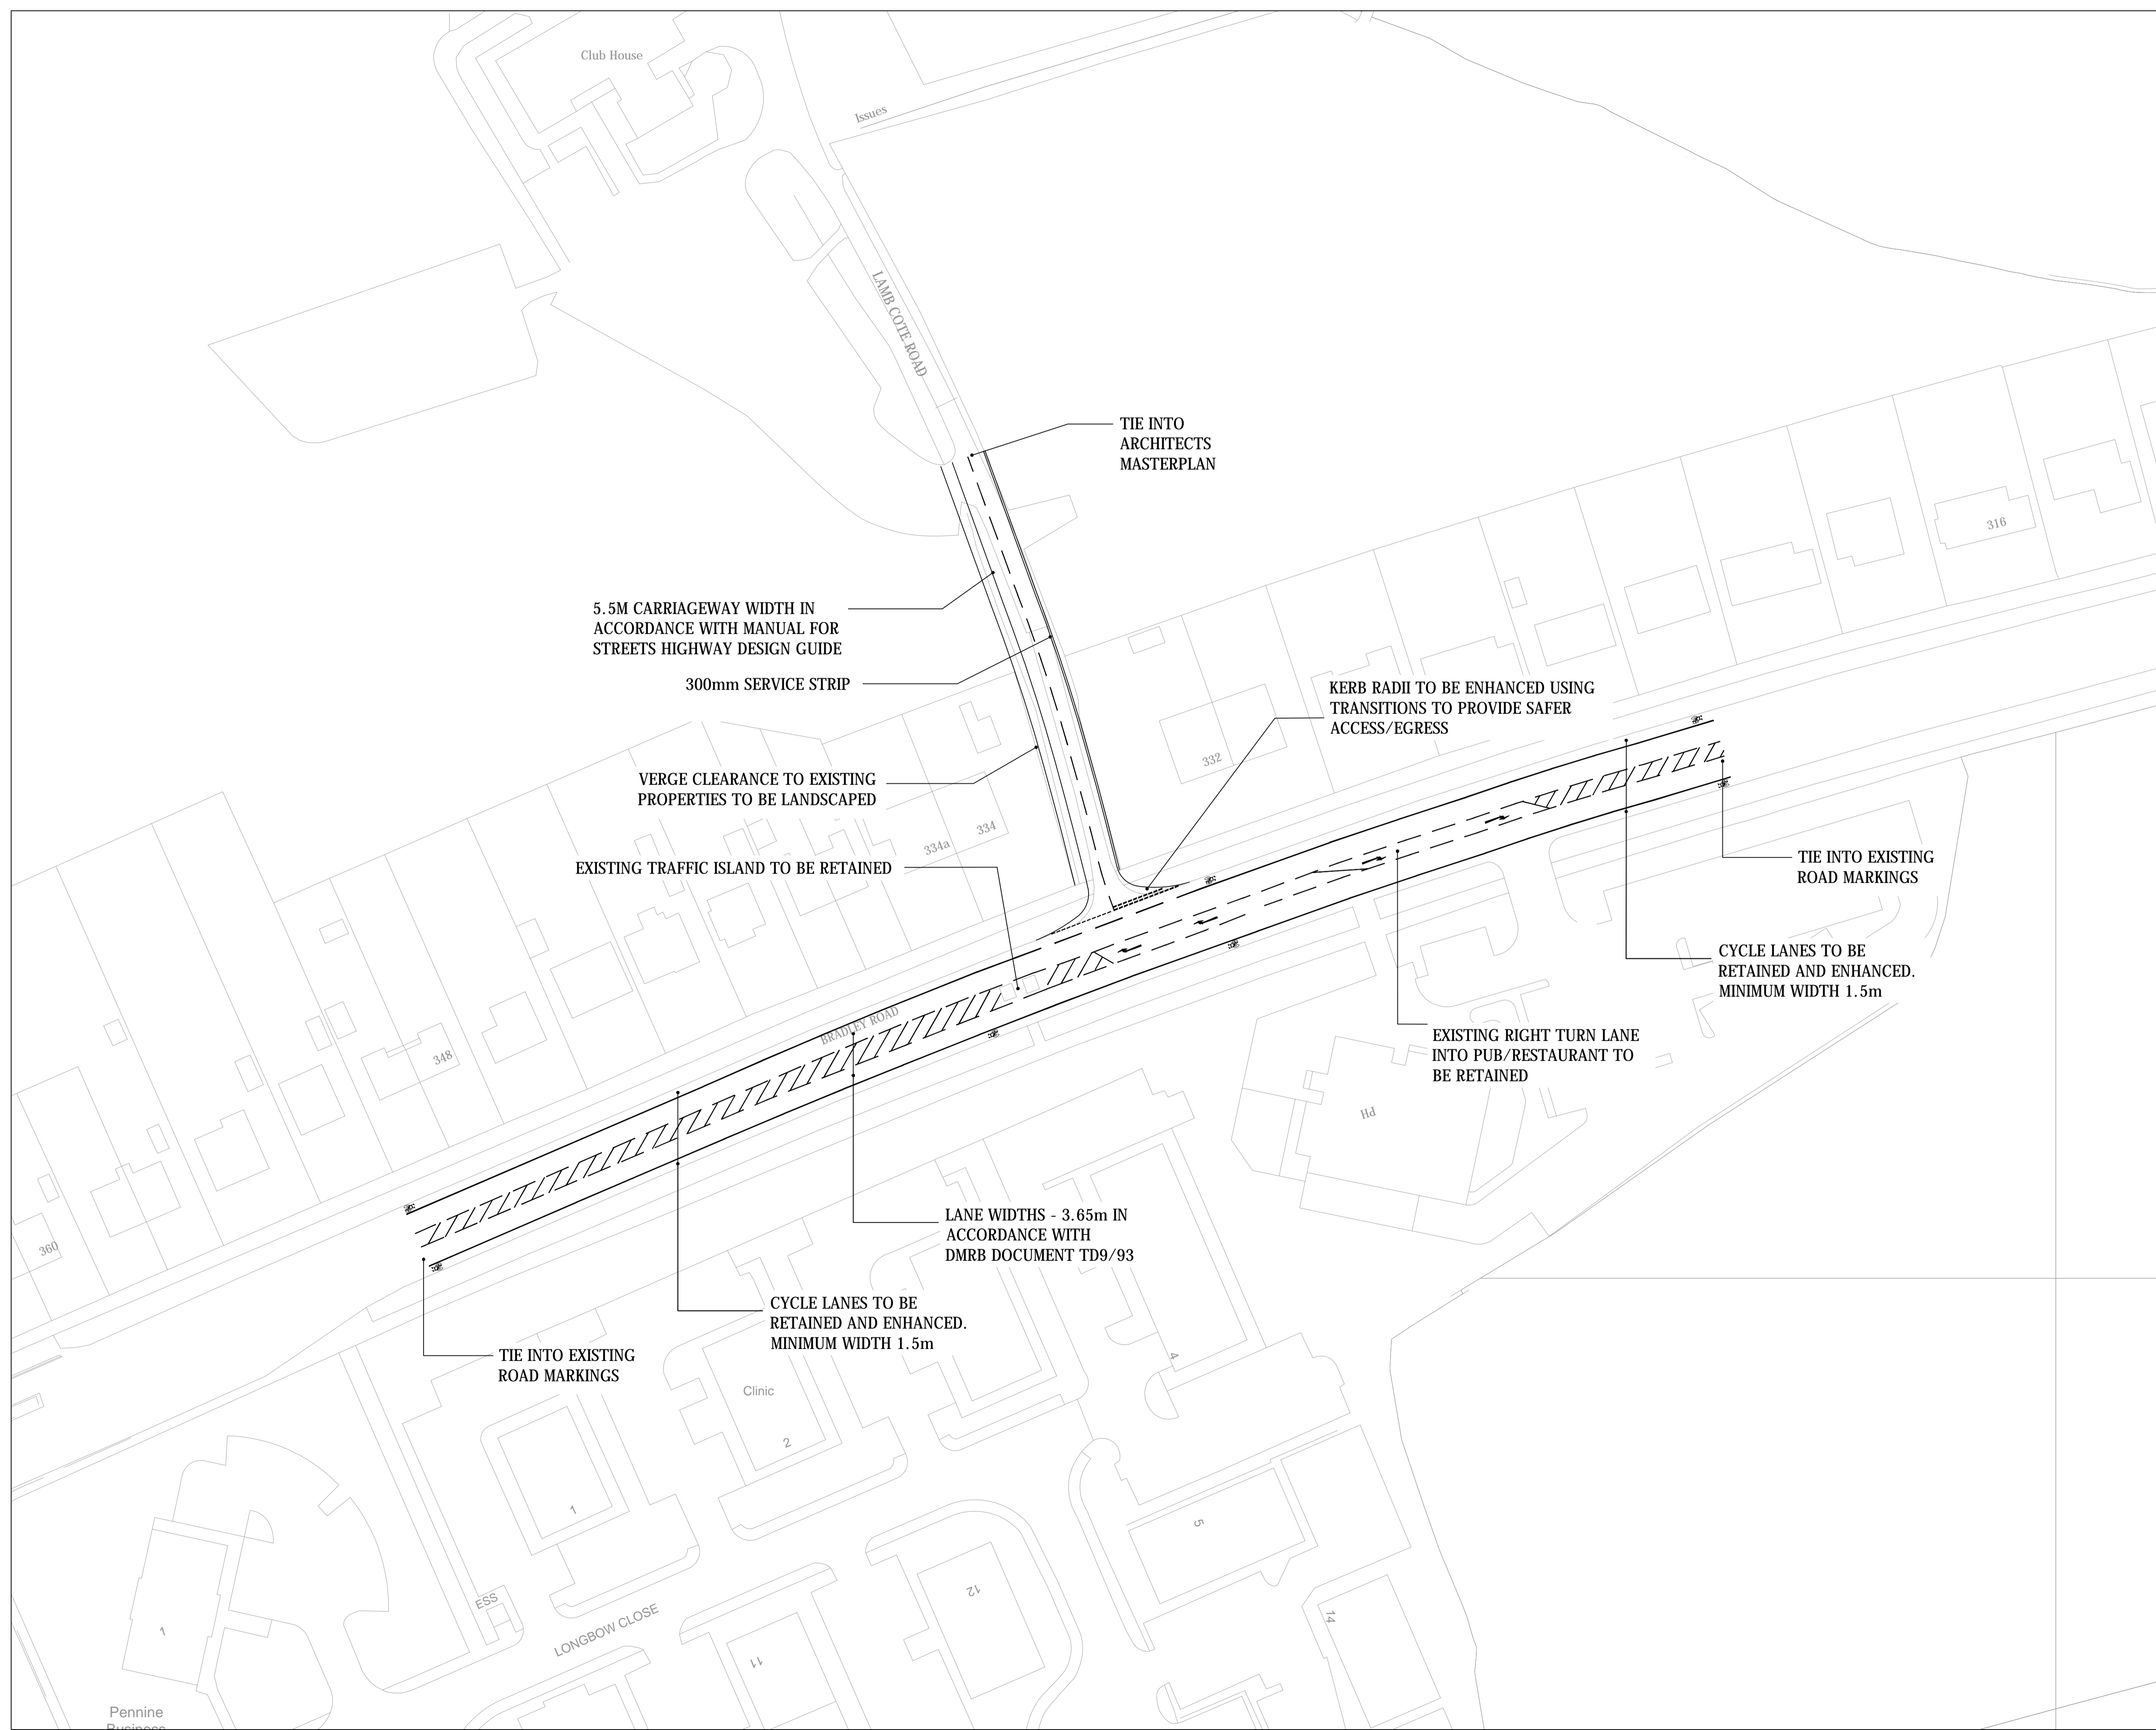 Club House
Issues
LAMB COTE ROAD
TIE INTO
ARCHITECTS
MASTERPLAN
316
5.5M CARRIAGEWAY WIDTH IN
ACCORDANCE WITH MANUAL FOR
STREETS HIGHWAY DESIGN GUIDE
300mm SERVICE STRIP
KERB RADII TO BE ENHANCED USING
TRANSITIONS TO PROVIDE SAFER
ACCESS/EGRESS
332
VERGE CLEARANCE TO EXISTING
PROPERTIES TO BE LANDSCAPED
334
334a
EXISTING TRAFFIC ISLAND TO BE RETAINED
TIE INTO EXISTING
ROAD MARKINGS
CYCLE LANES TO BE
RETAINED AND ENHANCED.
MINIMUM WIDTH 1.5m
BRADLEY ROAD
EXISTING RIGHT TURN LANE
INTO PUB/RESTAURANT TO
BE RETAINED
348
Hd
360
LANE WIDTHS - 3.65m IN
ACCORDANCE WITH
DMRB DOCUMENT TD9/93
CYCLE LANES TO BE
RETAINED AND ENHANCED.
MINIMUM WIDTH 1.5m
TIE INTO EXISTING
ROAD MARKINGS
4
Clinic
2
1
5
12
ESS
LONGBOW CLOSE
14
1
11
Pennine
Business